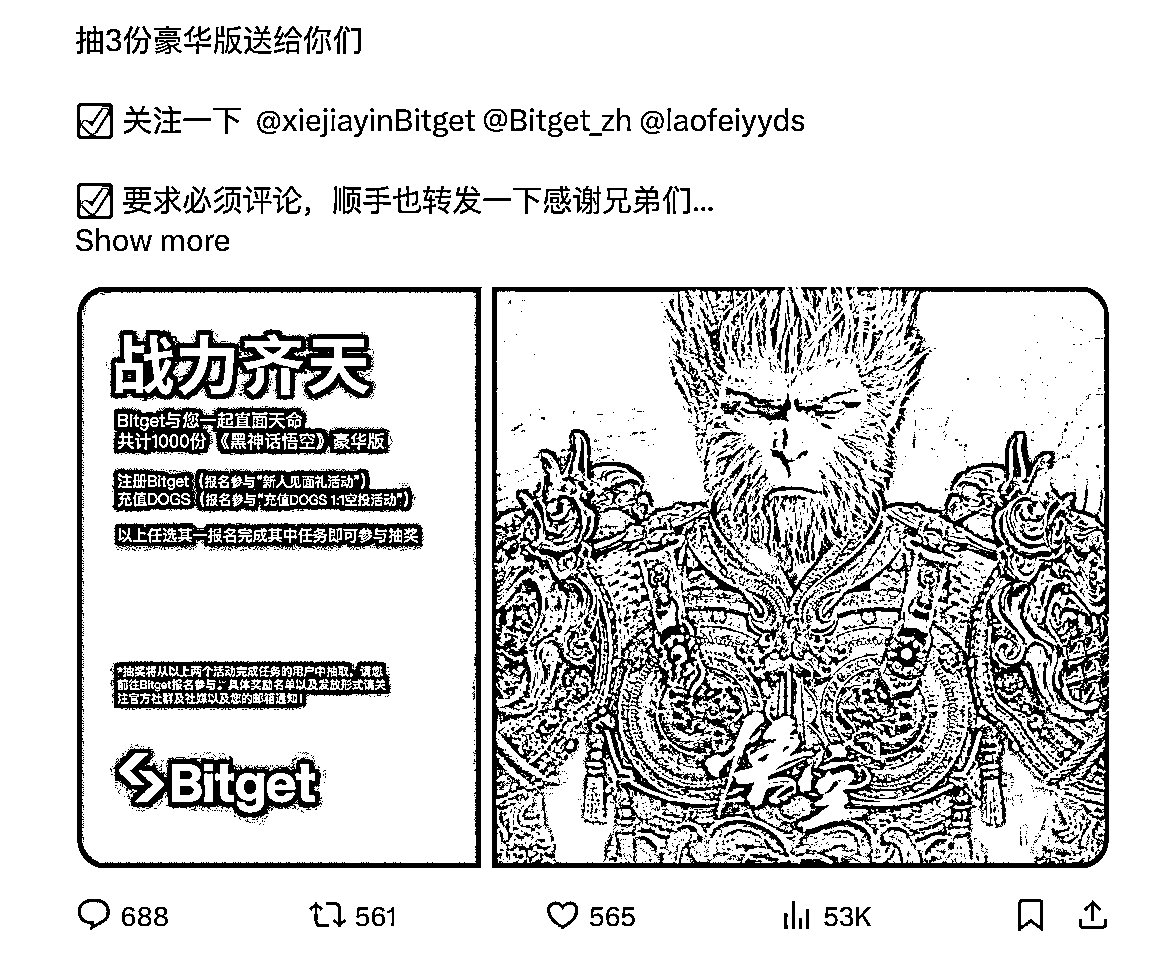 抽3份豪华版送给你们
☑ 关注一下 @xiejiayinBitget @Bitget_zh @laofeiyyds
☑ 要求必须评论，顺手也转发一下感谢兄弟们...
Show more
战力齐天
Bitget与您一起直面天命
共计1000份《黑神话悟空》豪华版
注册Bitget（报名参与"新人见面礼活动"）
充值DOGS（报名参与"充值DOGS 1:1空投活动"）
以上任选其一报名完成其中任务即可参与抽奖
*抽奖将从以上两个活动完成任务的用户中抽取，请您
前往Bitget报名参与，具体奖励名单以及发放形式请关
注官方社群及社媒以及您的邮箱通知！
Bitget
悟空
688 561 565 53K